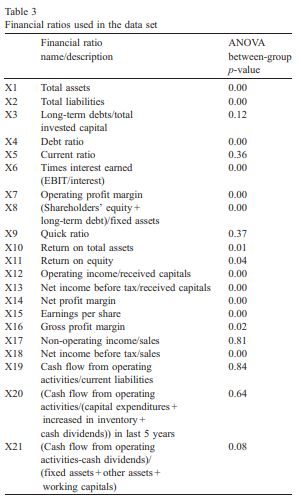 Table 3
Financial ratios used in the data set
Financial ratio ANOVA
name/description between-group
p-value
X1 Total assets 0.00
X2 Total liabilities 0.00
X3 Long-term debts/total 0.12
invested capital
X4 Debt ratio 0.00
X5 Current ratio 0.36
X6 Times interest earned 0.00
(EBIT/interest)
X7 Operating profit margin 0.00
X8 (Shareholders' equity + 0.00
long-term debt)/fixed assets
X9 Quick ratio 0.37
X10 Return on total assets 0.01
X11 Return on equity 0.04
X12 Operating income/received capitals 0.00
X13 Net income before tax/received capitals 0.00
X14 Net profit margin 0.00
X15 Earnings per share 0.00
X16 Gross profit margin 0.02
X17 Non-operating income/sales 0.81
X18 Net income before tax/sales 0.00
X19 Cash flow from operating 0.84
activities/current liabilities
X20 (Cash flow from operating 0.64
activities/(capital expenditures +
increased in inventory +
cash dividends)) in last 5 years
X21 (Cash flow from operating 0.08
activities-cash dividends)/
(fixed assets + other assets +
working capitals)